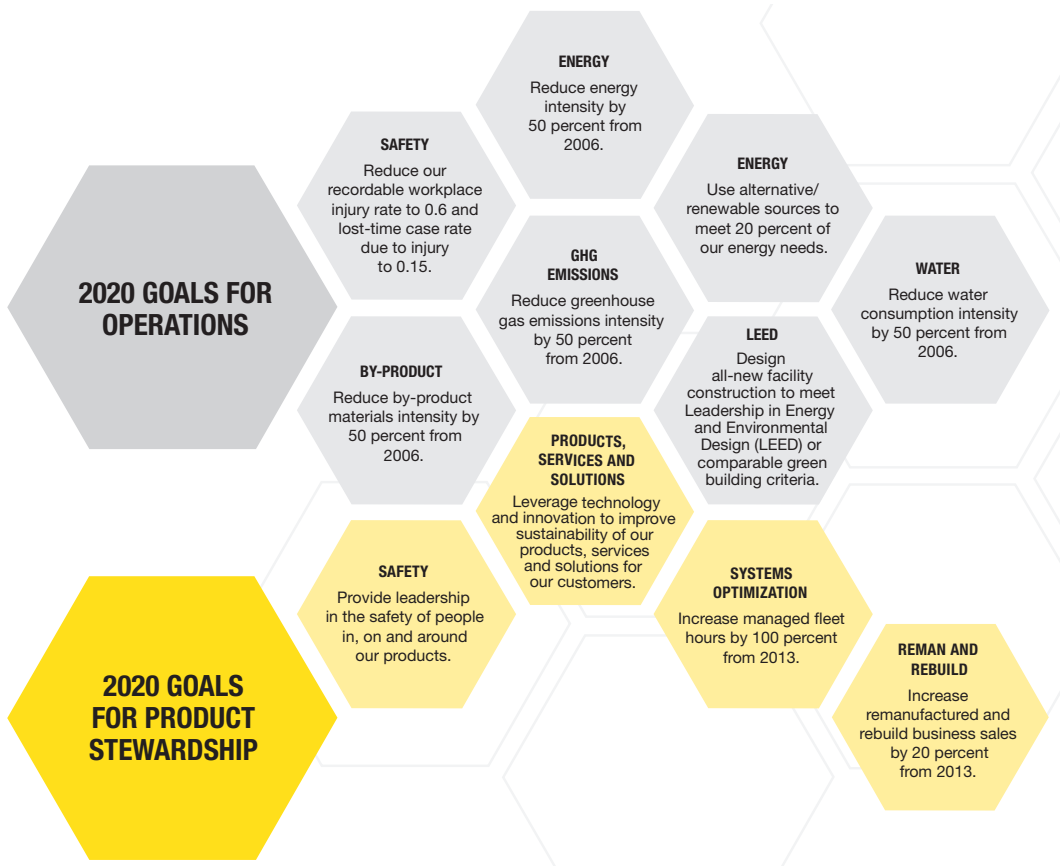 2020 GOALS FOR
OPERATIONS
SAFETY
Reduce our
recordable workplace
injury rate to 0.6 and
lost-time case rate
due to injury
to 0.15.
ENERGY
Reduce energy
intensity by
50 percent from
2006.
ENERGY
Use alternative/
renewable sources to
meet 20 percent of
our energy needs.
GHG
EMISSIONS
Reduce greenhouse
gas emissions intensity
by 50 percent
from 2006.
WATER
Reduce water
consumption intensity
by 50 percent from
2006.
BY-PRODUCT
Reduce by-product
materials intensity by
50 percent from
2006.
LEED
Design
all-new facility
construction to meet
Leadership in Energy
and Environmental
Design (LEED) or
comparable green
building criteria.
2020 GOALS
FOR PRODUCT
STEWARDSHIP
SAFETY
Provide leadership
in the safety of people
in, on and around
our products.
PRODUCTS,
SERVICES AND
SOLUTIONS
Leverage technology
and innovation to improve
sustainability of our
products, services
and solutions for
our customers.
SYSTEMS
OPTIMIZATION
Increase managed fleet
hours by 100 percent
from 2013.
REMAN AND
REBUILD
Increase
remanufactured and
rebuild business sales
by 20 percent
from 2013.